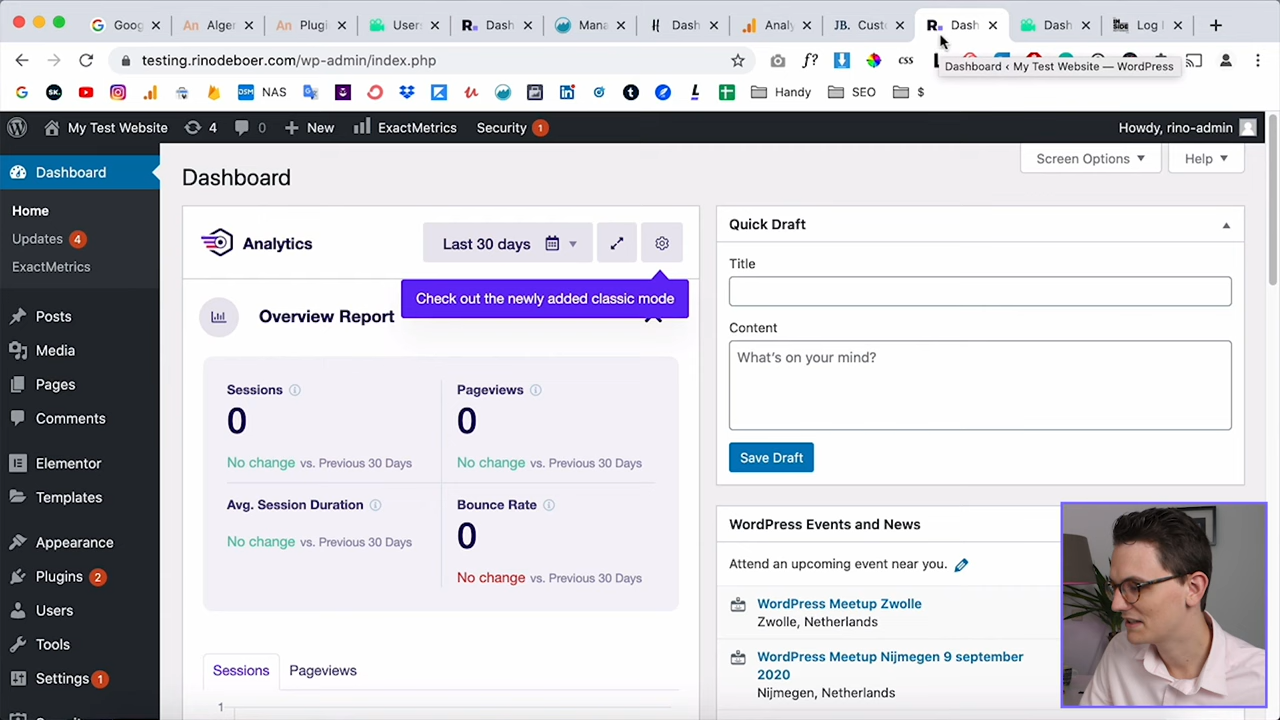 Goog
Alger
Plugi
Users
Dash
Mana
Dash
Analy
JB. Custo
R. Dash
Dash
Log I
testing.rinodeboer.com/wp-admin/index.php
f?
css
Dashboard ‹ My Test Website — WordPress
DSM NAS
Handy
SEO
$
My Test Website
4
0
New
ExactMetrics
Security 1
Howdy, rino-admin
Dashboard
Home
Updates 4
ExactMetrics
Posts
Media
Pages
Comments
Elementor
Templates
Appearance
Plugins 2
Users
Tools
Settings 1
Dashboard
Screen Options
Help
Analytics
Last 30 days
Check out the newly added classic mode
Overview Report
Sessions
0
No change vs. Previous 30 Days
Pageviews
0
No change vs. Previous 30 Days
Avg. Session Duration
No change vs. Previous 30 Days
Bounce Rate
0
No change vs. Previous 30 Days
Sessions
Pageviews
1
Quick Draft
Title
Content
What's on your mind?
Save Draft
WordPress Events and News
Attend an upcoming event near you.
WordPress Meetup Zwolle
Zwolle, Netherlands
WordPress Meetup Nijmegen 9 september
2020
Nijmegen, Netherlands